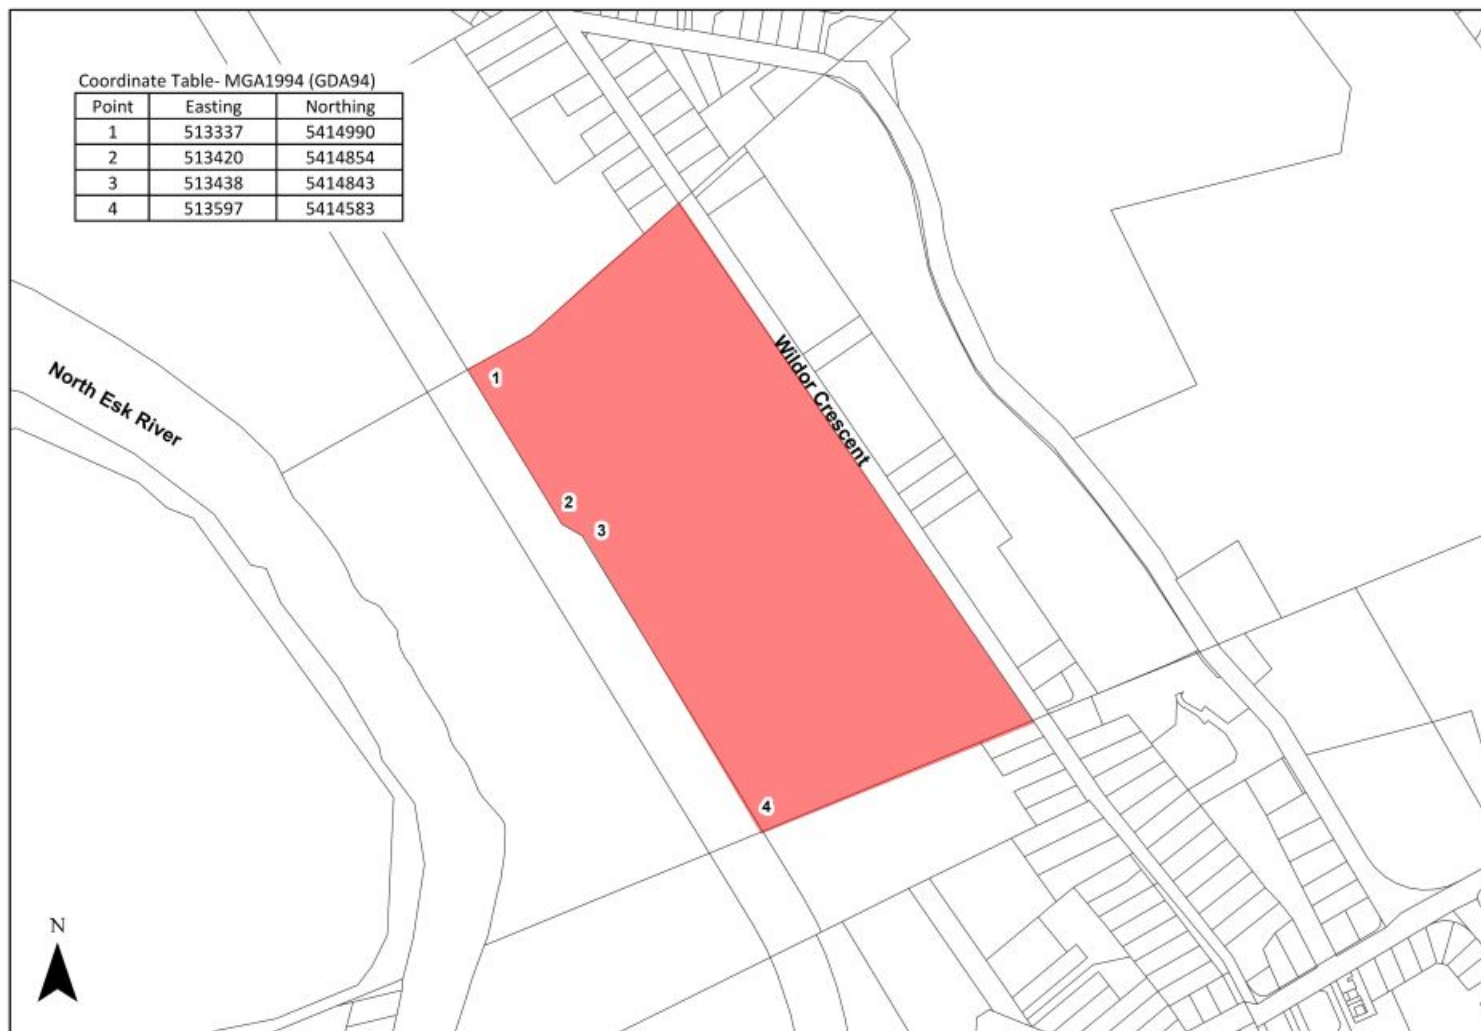 Coordinate Table- MGA1994 (GDA94)
Point Easting Northing
1 513337 5414990
2 513420 5414854
3 513438 5414843
4 513597 5414583
Wildor Crescent
North Esk River
1
2
3
4
N